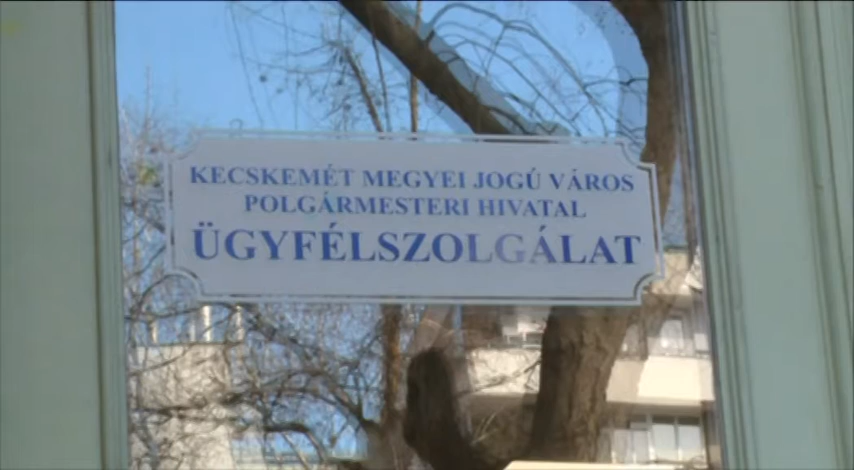 KECSKEMÉT MEGYEI JOGÚ VÁROS
POLGÁRMESTERI HIVATAL
ÜGYFÉLSZOLGÁLAT